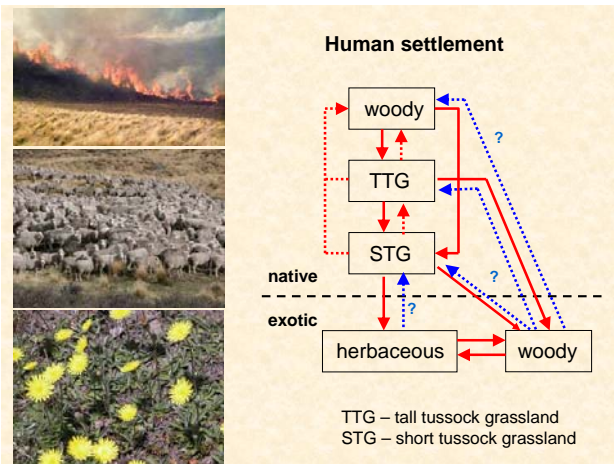 Human settlement
woody
?
TTG
STG
native
?
?
exotic
herbaceous
woody
TTG – tall tussock grassland
STG – short tussock grassland